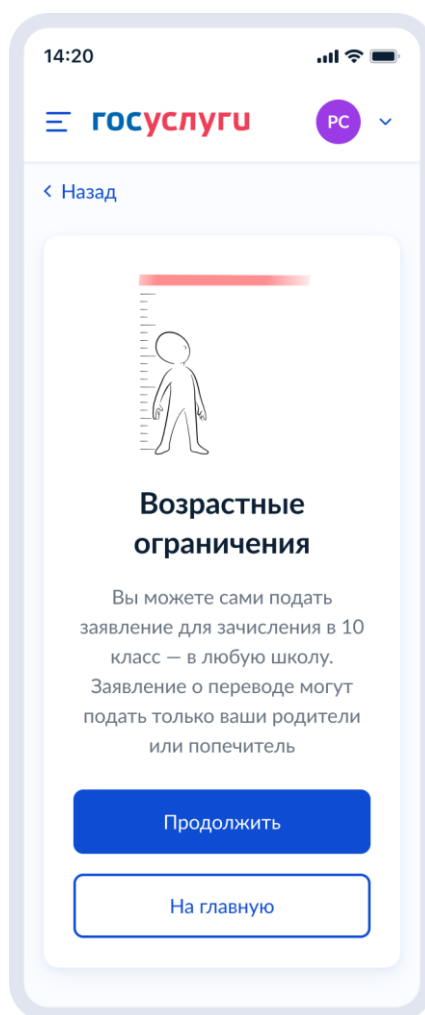 14:20
госуслуги
РС
Назад
Возрастные
ограничения
Вы можете сами подать
заявление для зачисления в 10
класс — в любую школу.
Заявление о переводе могут
подать только ваши родители
или попечитель
Продолжить
На главную